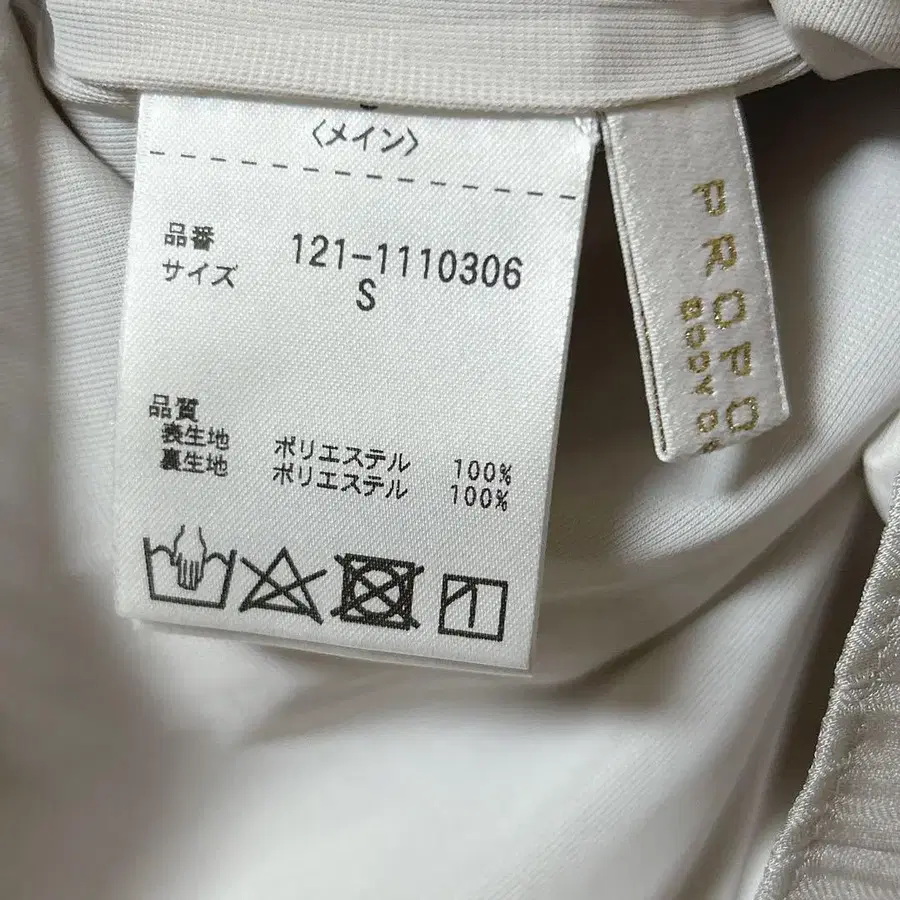 〈メイン〉
品番 121-1110306
サイズ S
品質
表生地 ポリエステル 100%
裏生地 ポリエステル 100%
PROPO
BODY